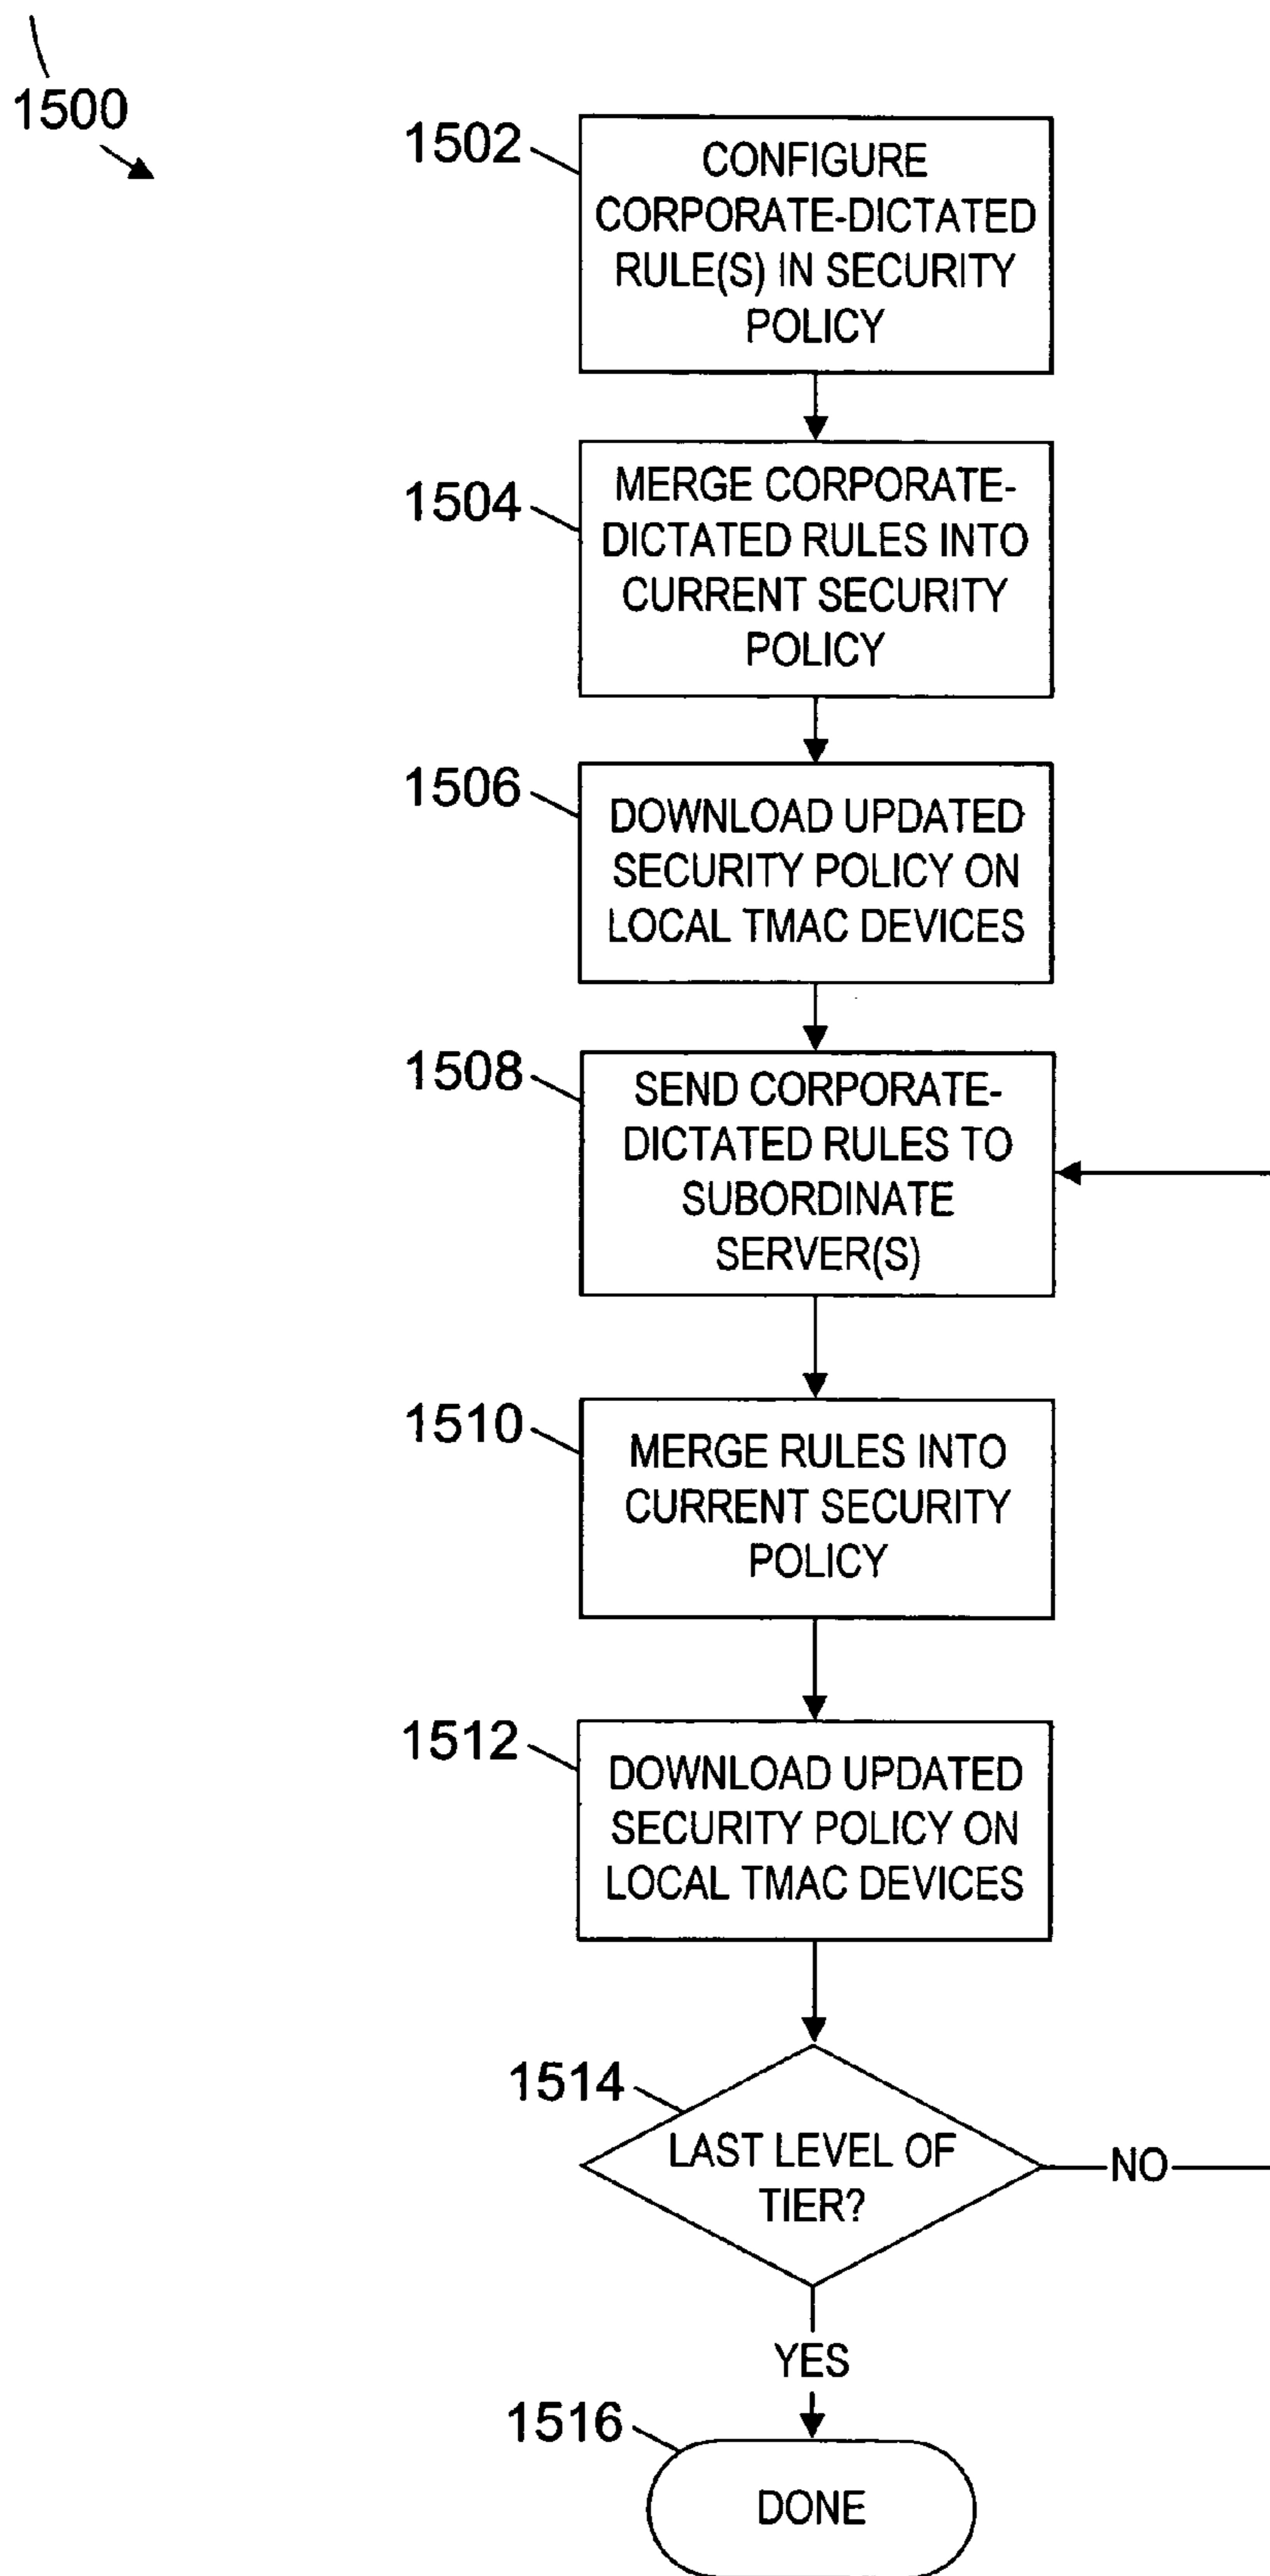 1500
1502
CONFIGURE
CORPORATE-DICTATED
RULE(S) IN SECURITY
POLICY
1504
MERGE CORPORATE-
DICTATED RULES INTO
CURRENT SECURITY
POLICY
1506
DOWNLOAD UPDATED
SECURITY POLICY ON
LOCAL TMAC DEVICES
1508
SEND CORPORATE-
DICTATED RULES TO
SUBORDINATE
SERVER(S)
1510
MERGE RULES INTO
CURRENT SECURITY
POLICY
1512
DOWNLOAD UPDATED
SECURITY POLICY ON
LOCAL TMAC DEVICES
1514
LAST LEVEL OF
TIER?
NO
YES
1516
DONE